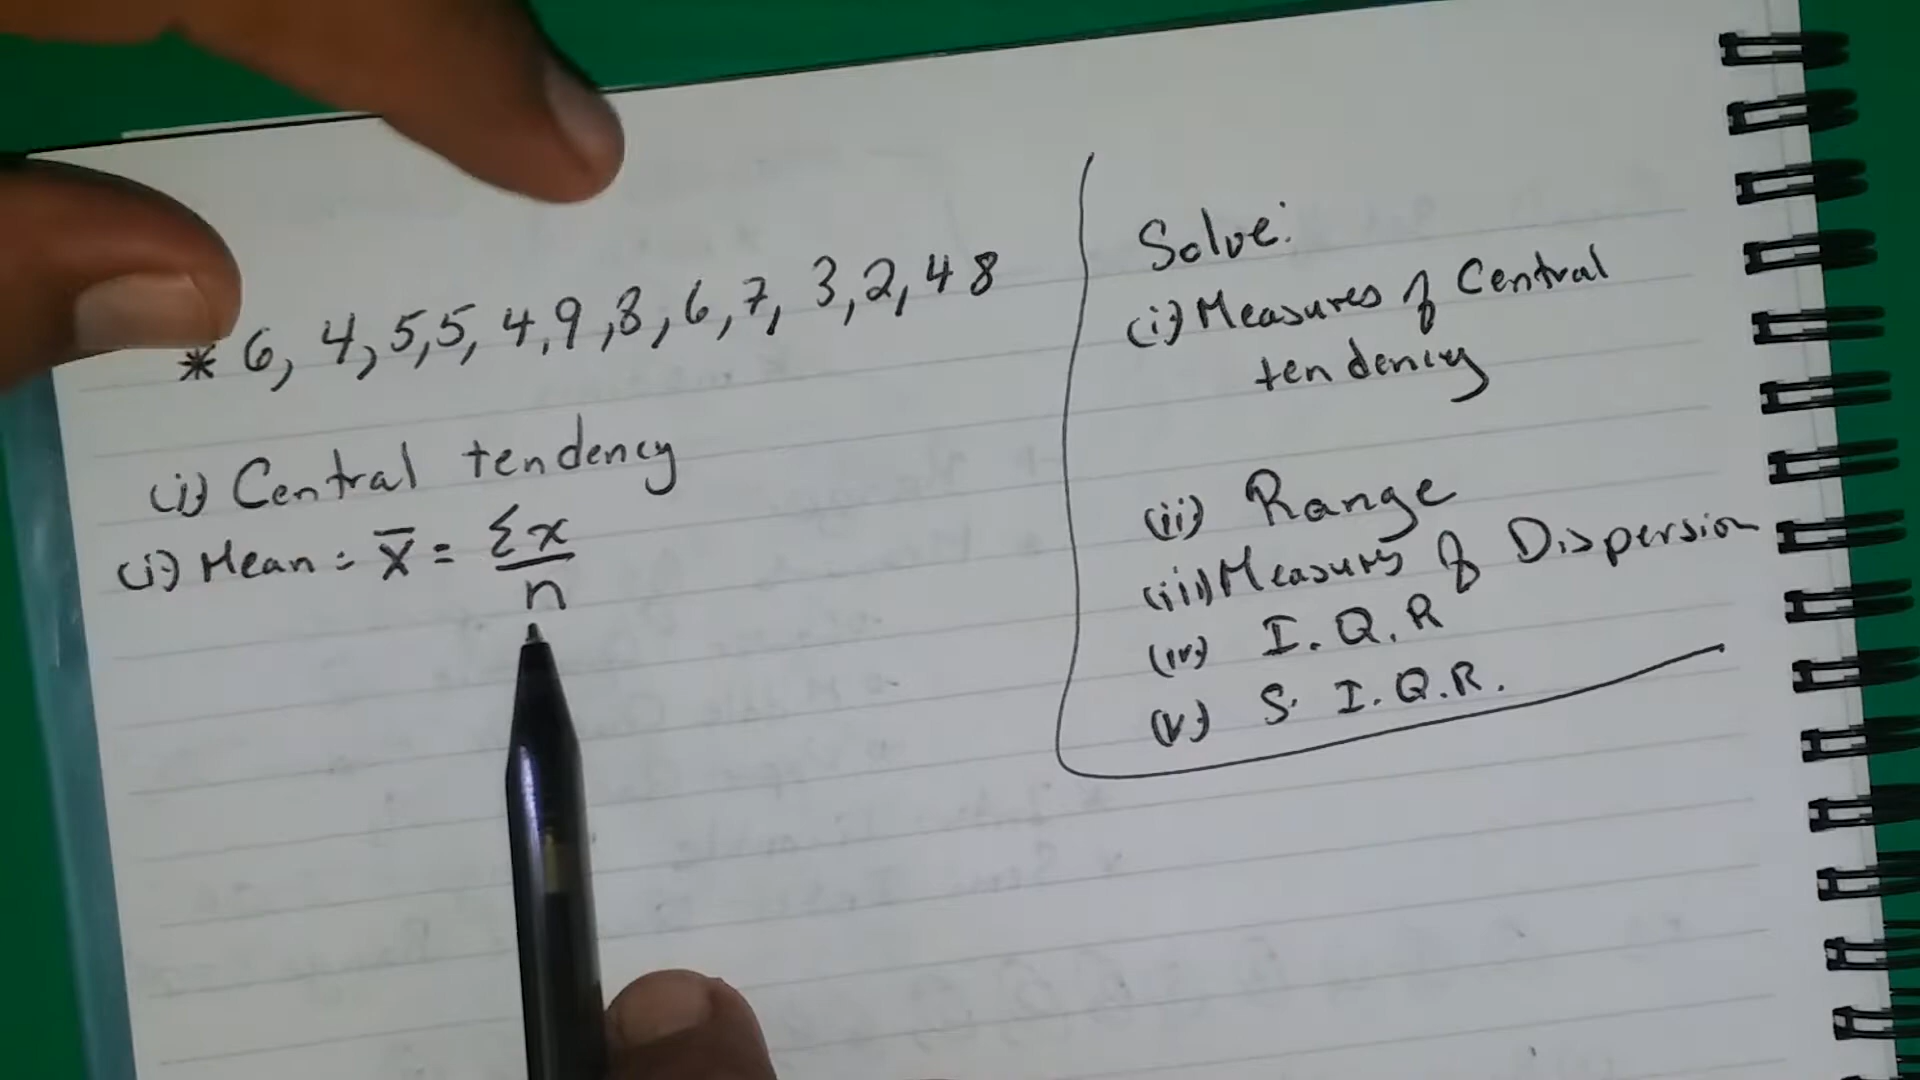 * 6, 4, 5, 5, 4, 9, 8, 6, 7, 3, 2, 4 8
(i) Central tendency
(i) Mean = x̄ = Σx
n
Solve:
(i) Measures of Central
tendency
(ii) Range
(iii) Measures of Dispersion
(iv) I.Q.R
(v) S. I.Q.R.